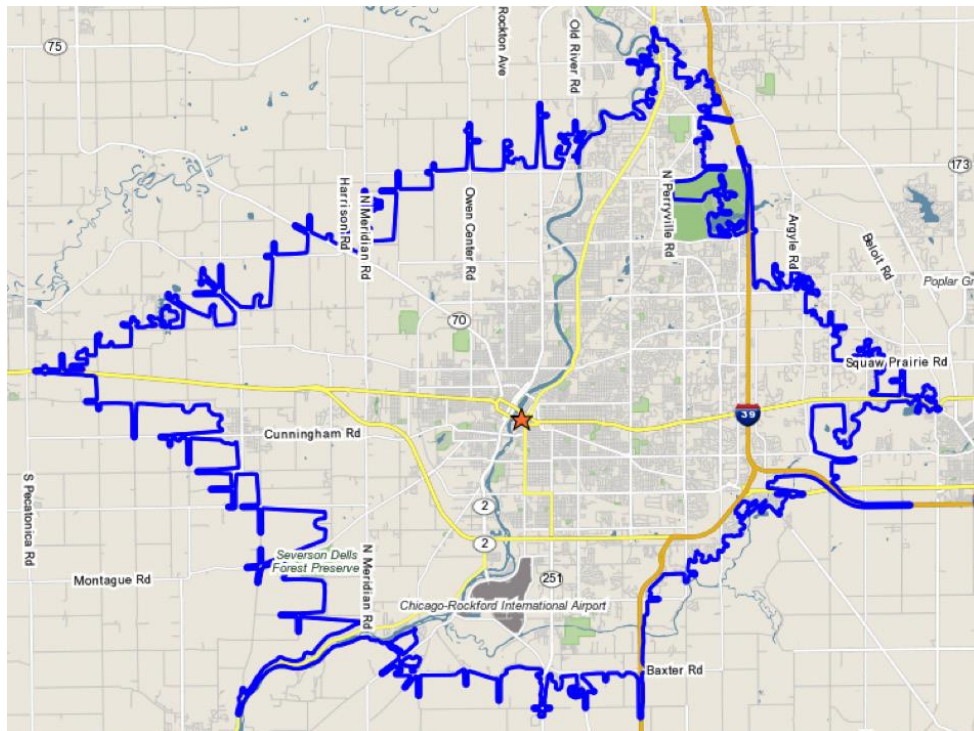 75
Rockton Ave
Old River Rd
173
Harrison Rd
N Meridian Rd
Owen Center Rd
N Perryville Rd
Argyle Rd
Beloit Rd
Poplar Gr
70
Squaw Prairie Rd
39
Cunningham Rd
S Pecatonica Rd
2
2
Severson Dells
Forest Preserve
N Meridian Rd
Montague Rd
251
Chicago-Rockford International Airport
Baxter Rd